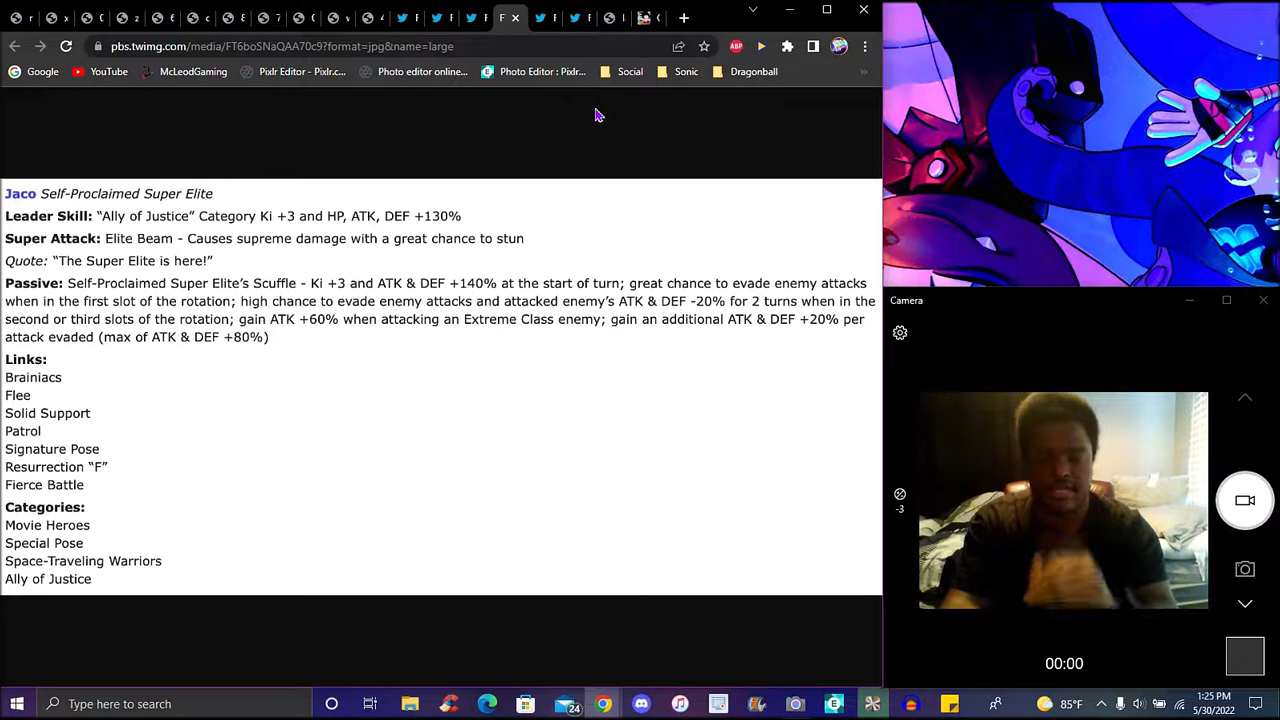 pbs.twimg.com/media/FT6boSNaQAA70c9?format=jpg&name=large
ABP
Google YouTube McLeodGaming Pixlr Editor - Pixlr.c... Photo editor online... Photo Editor : Pixlr... Social Sonic Dragonball »
Jaco Self-Proclaimed Super Elite
Leader Skill: “Ally of Justice” Category Ki +3 and HP, ATK, DEF +130%
Super Attack: Elite Beam - Causes supreme damage with a great chance to stun
Quote: “The Super Elite is here!”
Passive: Self-Proclaimed Super Elite’s Scuffle - Ki +3 and ATK & DEF +140% at the start of turn; great chance to evade enemy attacks
when in the first slot of the rotation; high chance to evade enemy attacks and attacked enemy’s ATK & DEF -20% for 2 turns when in the
second or third slots of the rotation; gain ATK +60% when attacking an Extreme Class enemy; gain an additional ATK & DEF +20% per
attack evaded (max of ATK & DEF +80%)
Links:
Brainiacs
Flee
Solid Support
Patrol
Signature Pose
Resurrection “F”
Fierce Battle
Categories:
Movie Heroes
Special Pose
Space-Traveling Warriors
Ally of Justice
Camera
-3
00:00
Type here to search
24
85°F
1:25 PM
5/30/2022